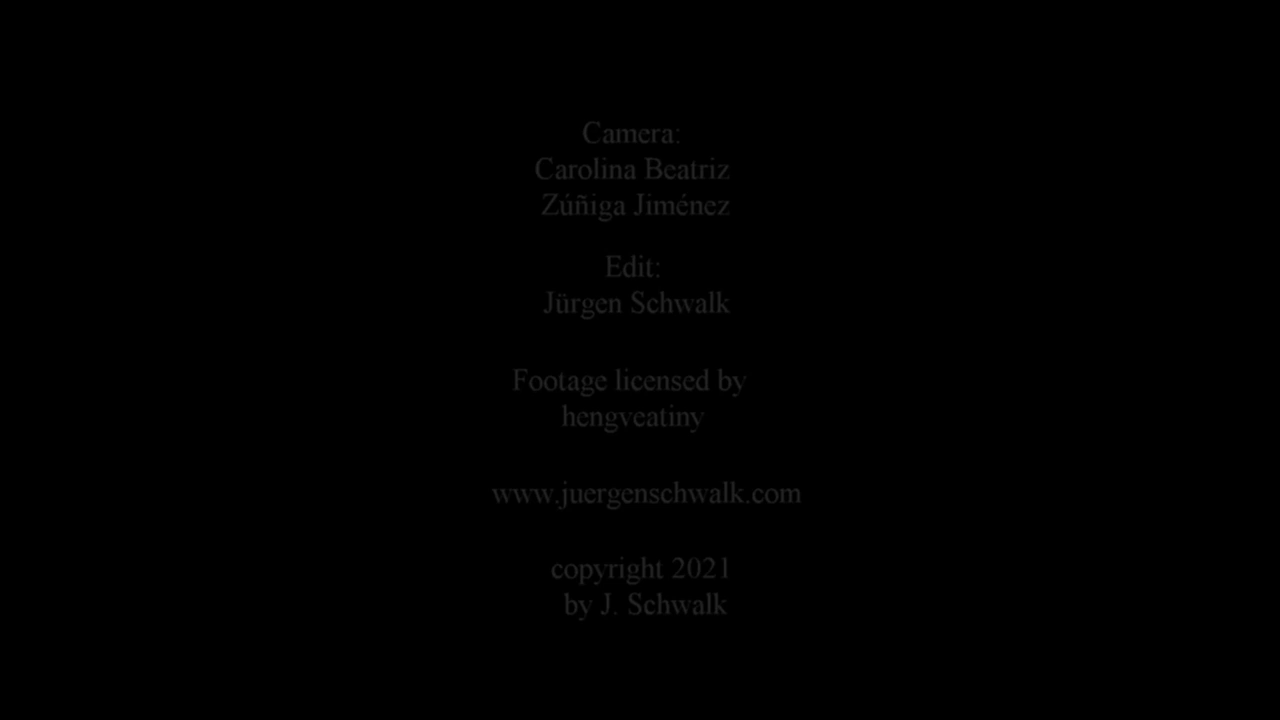 Camera:
Carolina Beatriz
Zúñiga Jiménez
Edit:
Jürgen Schwalk
Footage licensed by
hengveatiny
www.juergenschwalk.com
copyright 2021
by J. Schwalk